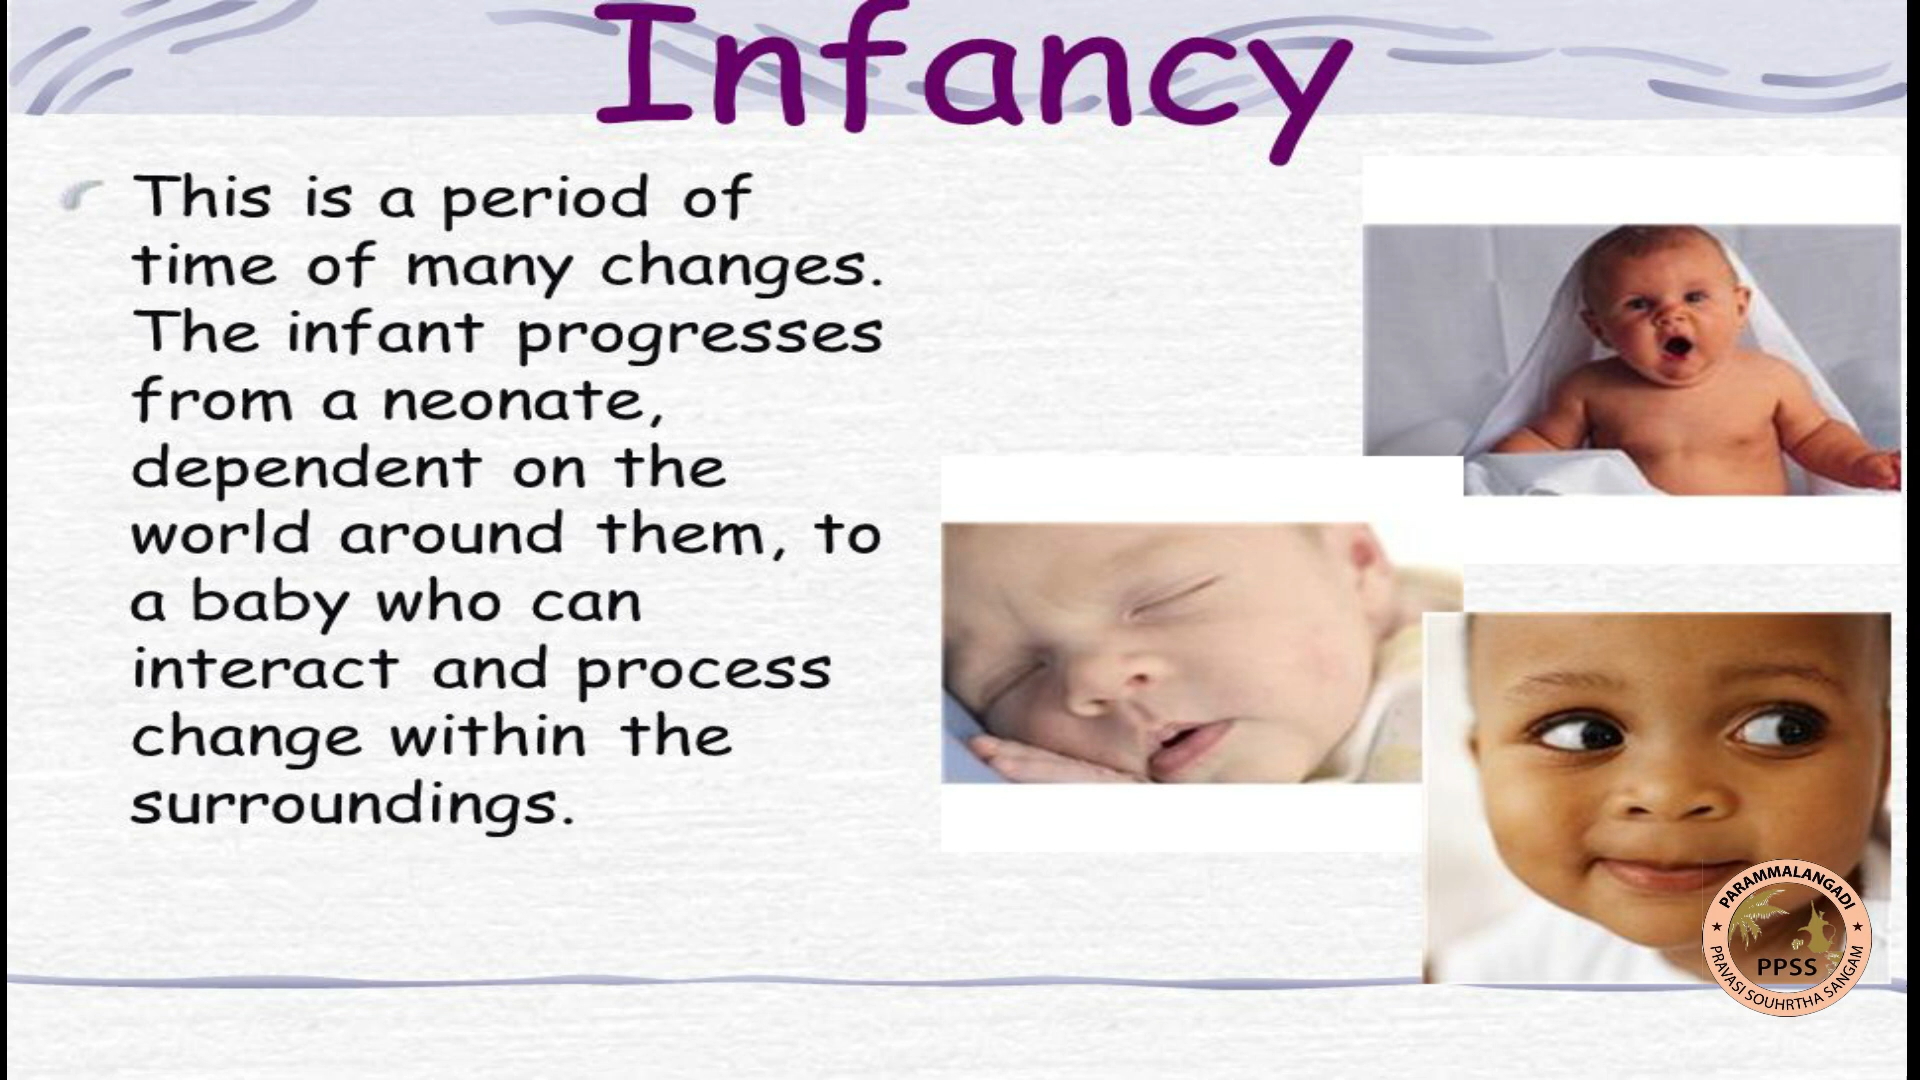 Infancy
This is a period of
time of many changes.
The infant progresses
from a neonate,
dependent on the
world around them, to
a baby who can
interact and process
change within the
surroundings.
PARAMMALANGADI
PPSS
PRAVASI SOUHRTHA SANGAM